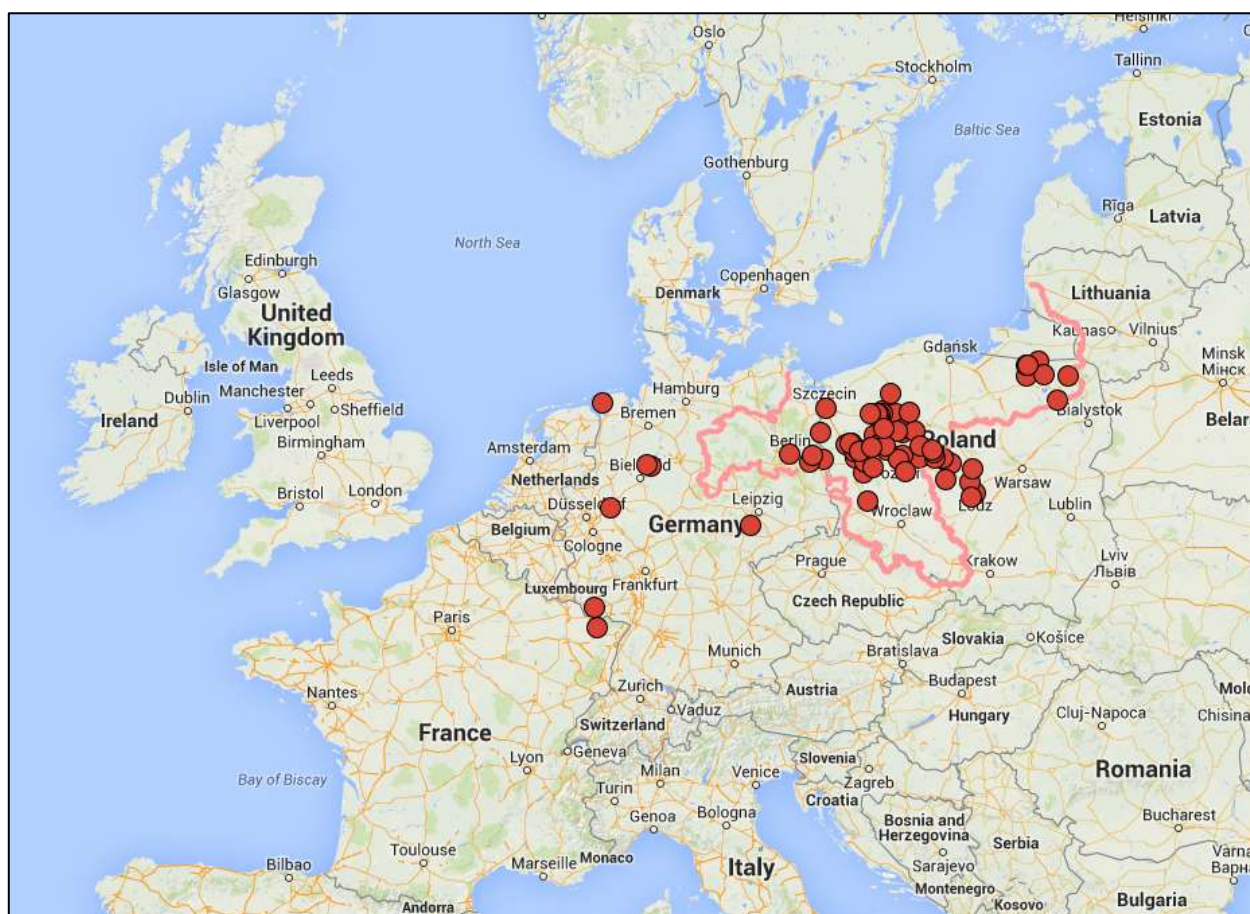 Helsinki
Oslo
Tallinn
Stockholm
Estonia
Baltic Sea
Gothenburg
Rīga
Latvia
North Sea
Edinburgh
Glasgow
Copenhagen
Denmark
Lithuania
United
Kingdom
Kaunas
Vilnius
Isle of Man
Gdańsk
Minsk
Мінск
Leeds
Dublin
Manchester
Hamburg
Szczecin
Ireland
Sheffield
Liverpool
Bremen
Bialystok
Birmingham
Berlin
Amsterdam
Netherlands
Warsaw
Bristol
London
Leipzig
Lublin
Germany
Wroclaw
Belgium
Cologne
Prague
Krakow
Lviv
Львів
Frankfurt
Luxembourg
Czech Republic
Paris
Slovakia
Košice
Munich
Bratislava
Nantes
Zurich
Austria
Budapest
Vaduz
Cluj-Napoca
Switzerland
Hungary
France
Geneva
Slovenia
Bay of Biscay
Lyon
Milan
Venice
Zagreb
Romania
Turin
Croatia
Genoa
Bologna
Bosnia and
Herzegovina
Bucharest
Serbia
Toulouse
Bilbao
Marseille
Monaco
Italy
Sarajevo
Montenegro
Kosovo
Andorra
Bulgaria